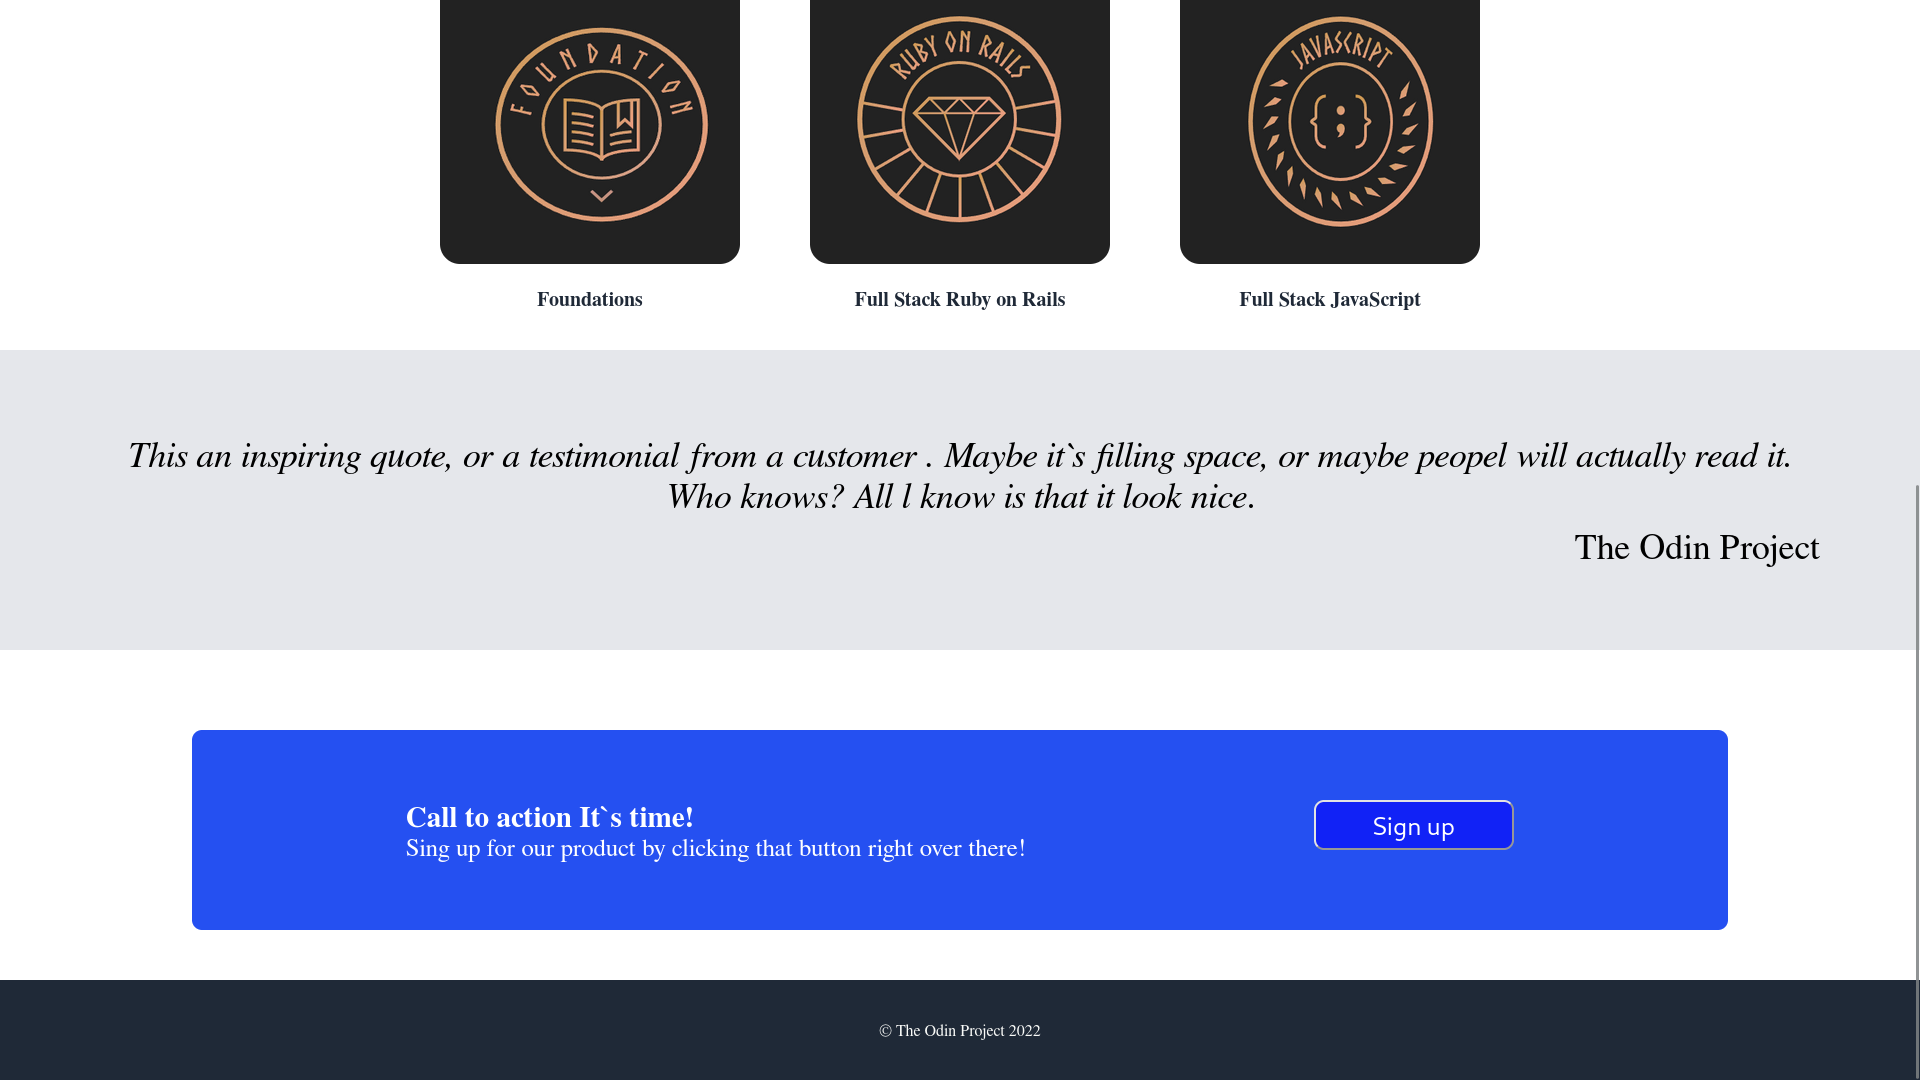 FOUNDATION
RUBY ON RAILS
JAVASCRIPT
{;}
Foundations
Full Stack Ruby on Rails
Full Stack JavaScript
This an inspiring quote, or a testimonial from a customer . Maybe it`s filling space, or maybe peopel will actually read it.
Who knows? All l know is that it look nice.
The Odin Project
Call to action It`s time!
Sing up for our product by clicking that button right over there!
Sign up
© The Odin Project 2022